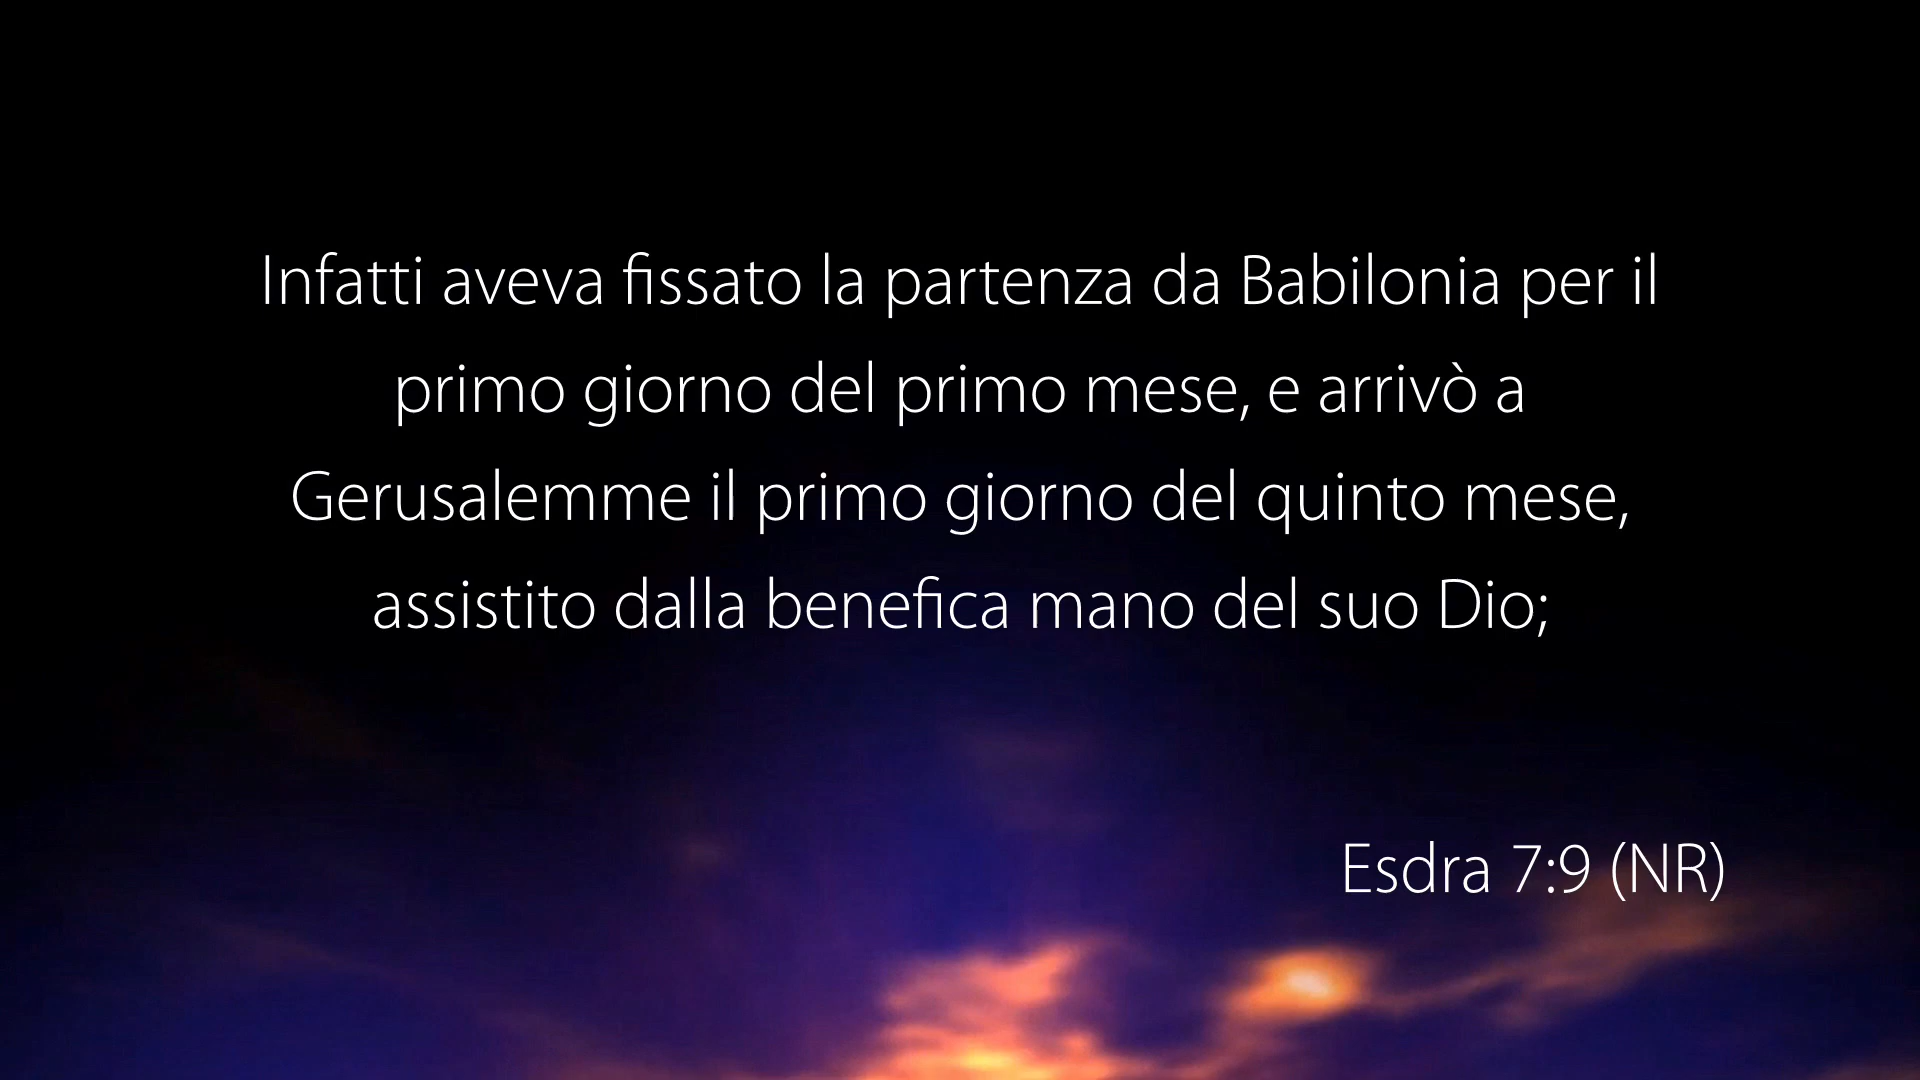 Infatti aveva fissato la partenza da Babilonia per il
primo giorno del primo mese, e arrivò a
Gerusalemme il primo giorno del quinto mese,
assistito dalla benefica mano del suo Dio;
Esdra 7:9 (NR)